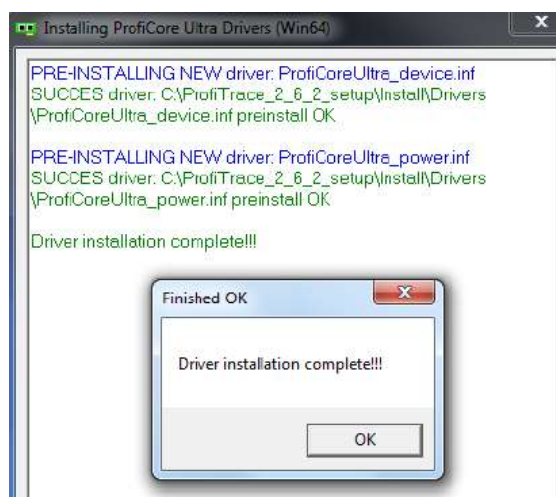 Installing ProfiCore Ultra Drivers (Win64)
PRE-INSTALLING NEW driver: ProfiCoreUltra_device.inf
SUCCES driver: C:\ProfiTrace_2_6_2_setup\Install\Drivers
\ProfiCoreUltra_device.inf preinstall OK
PRE-INSTALLING NEW driver: ProfiCoreUltra_power.inf
SUCCES driver: C:\ProfiTrace_2_6_2_setup\Install\Drivers
\ProfiCoreUltra_power.inf preinstall OK
Driver installation complete!!!
Finished OK
Driver installation complete!!!
OK